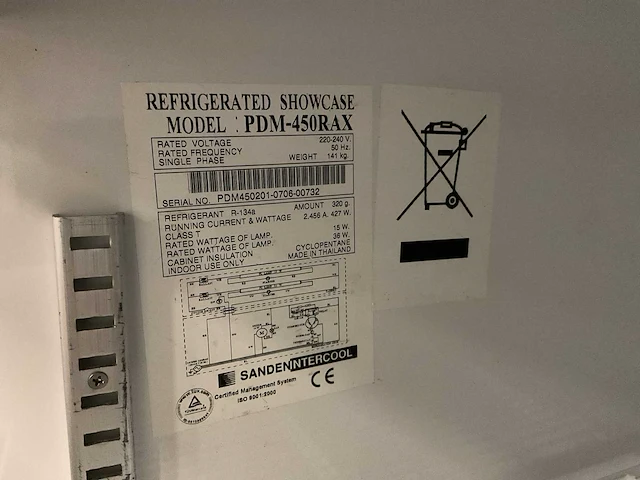 REFRIGERATED SHOWCASE
MODEL : PDM-450RAX
RATED VOLTAGE 220-240 V.
RATED FREQUENCY 50 Hz.
SINGLE PHASE WEIGHT 141 kg.
SERIAL NO. PDM450201-0706-00732
REFRIGERANT R-134a AMOUNT 320 g.
RUNNING CURRENT & WATTAGE 2.456 A. 427 W.
CLASS T
RATED WATTAGE OF LAMP. 15 W.
RATED WATTAGE OF LAMP. 36 W.
CABINET INSULATION CYCLOPENTANE
INDOOR USE ONLY MADE IN THAILAND
SANDENINTERCOOL
Certified Management System
ISO 9001:2000
CE